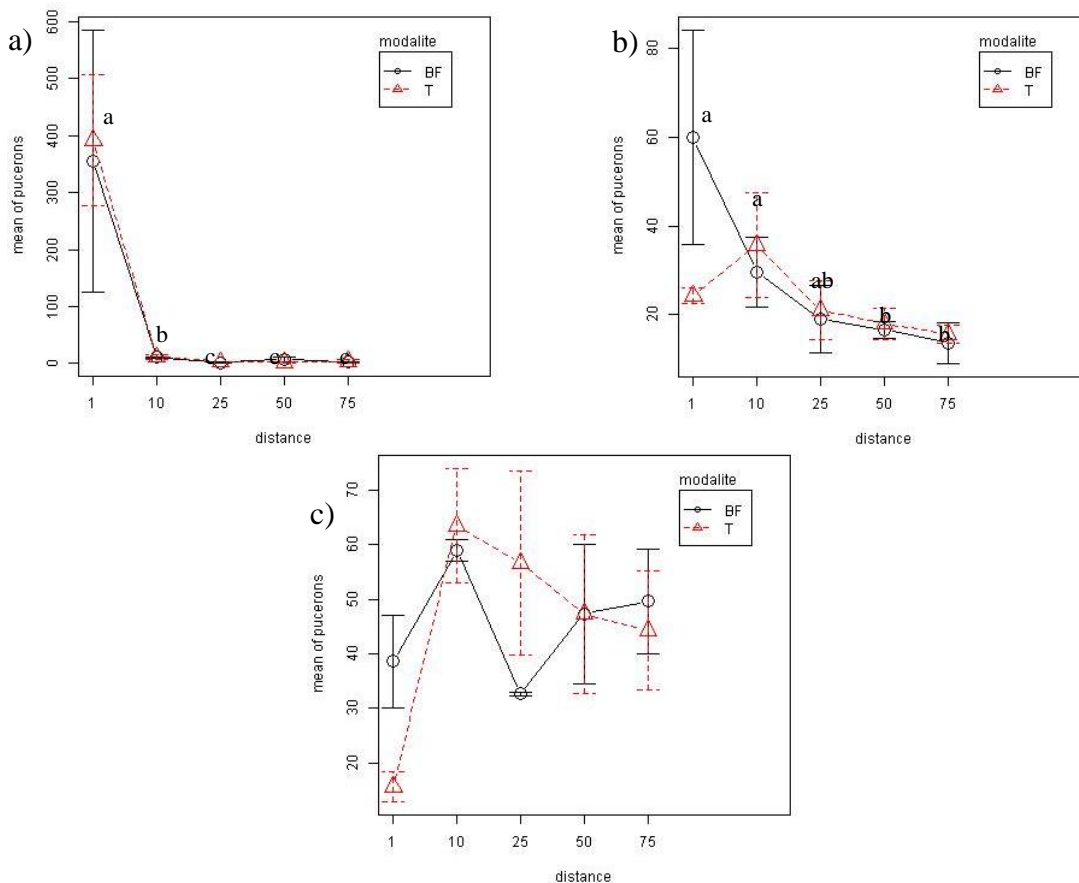 a)
600
500
400
300
200
100
0
mean of pucerons
modalite
BF
T
a
b
c
c
c
1 10 25 50 75
distance
b)
80
60
40
20
mean of pucerons
modalite
BF
T
a
a
ab
b
b
1 10 25 50 75
distance
c)
70
60
50
40
30
20
mean of pucerons
modalite
BF
T
1 10 25 50 75
distance